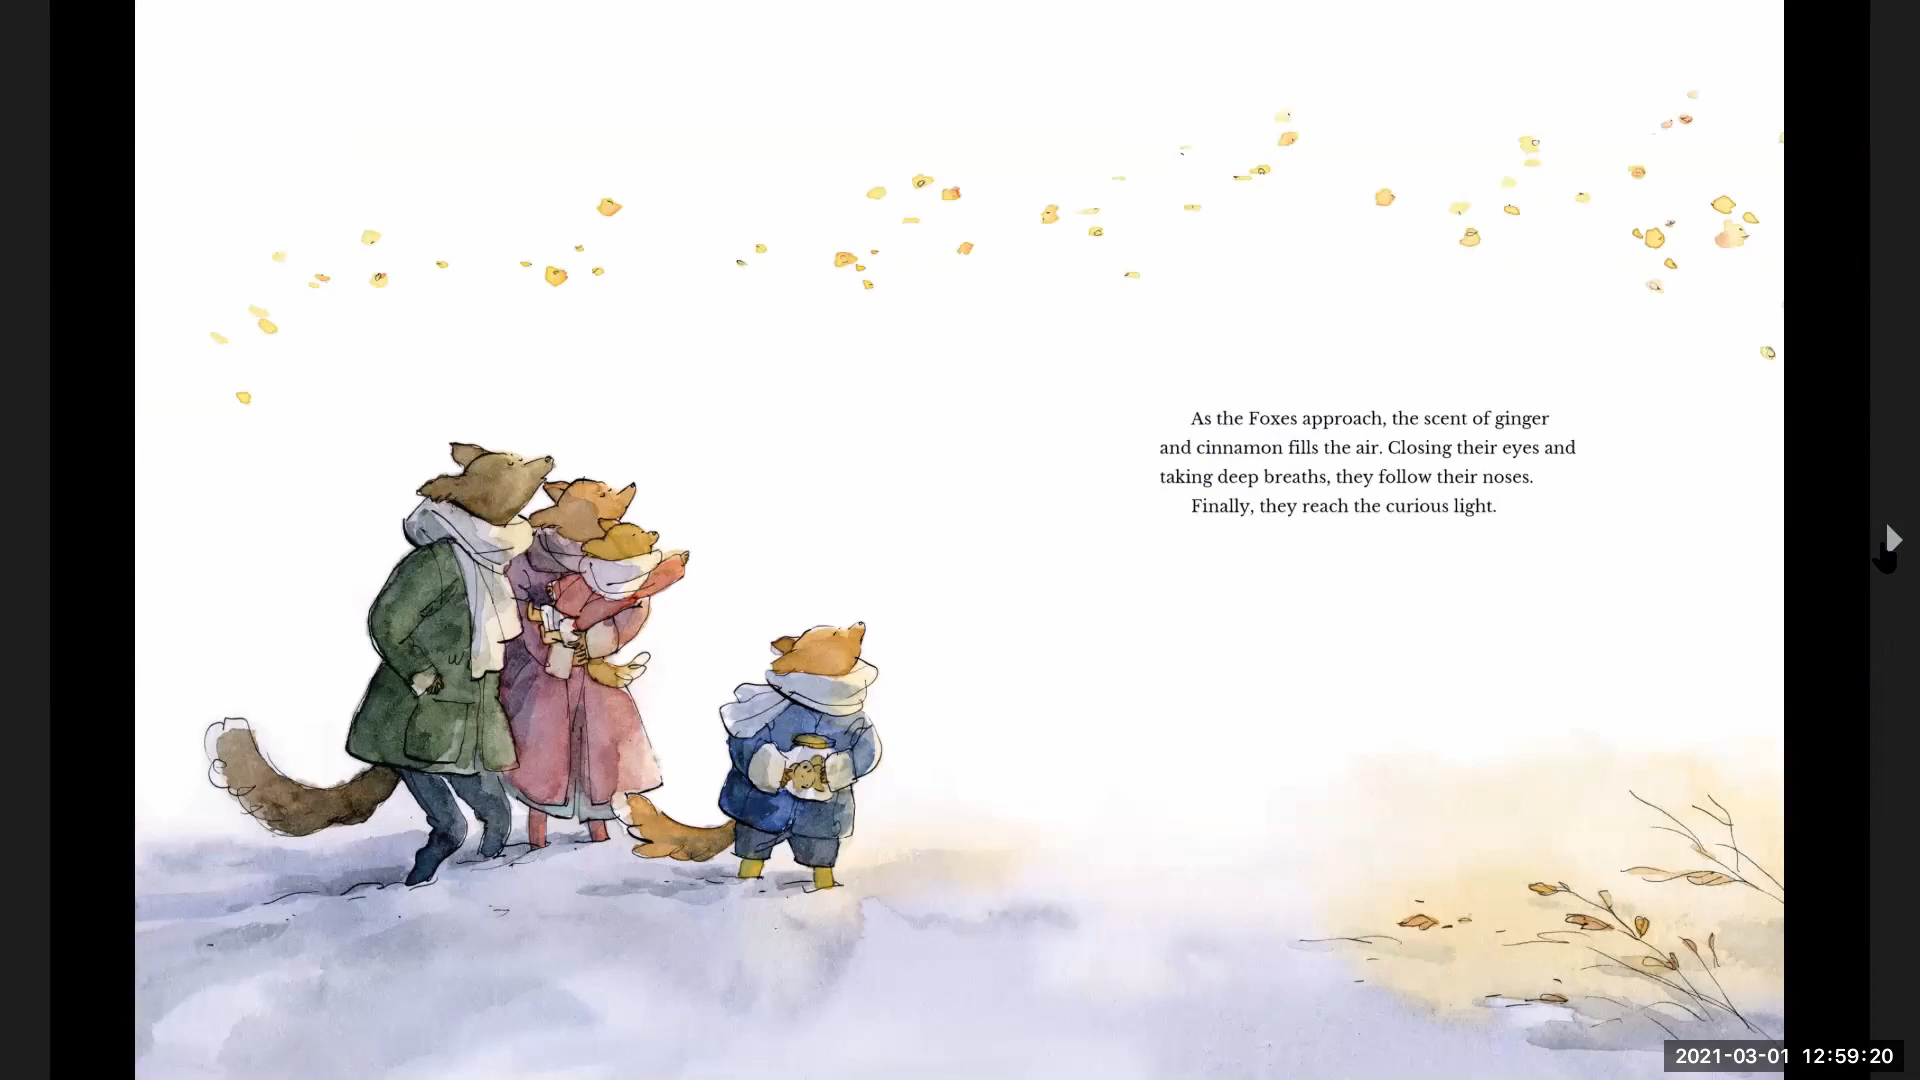 As the Foxes approach, the scent of ginger
and cinnamon fills the air. Closing their eyes and
taking deep breaths, they follow their noses.
Finally, they reach the curious light.
2021-03-01 12:59:20